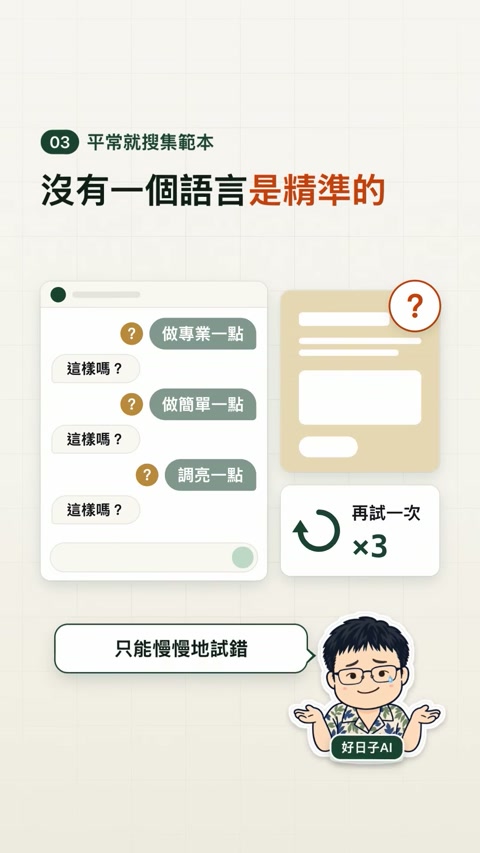 03 平常就搜集範本
沒有一個語言是精準的
? 做專業一點
這樣嗎？
? 做簡單一點
這樣嗎？
? 調亮一點
這樣嗎？
?
再試一次
×3
只能慢慢地試錯
好日子AI